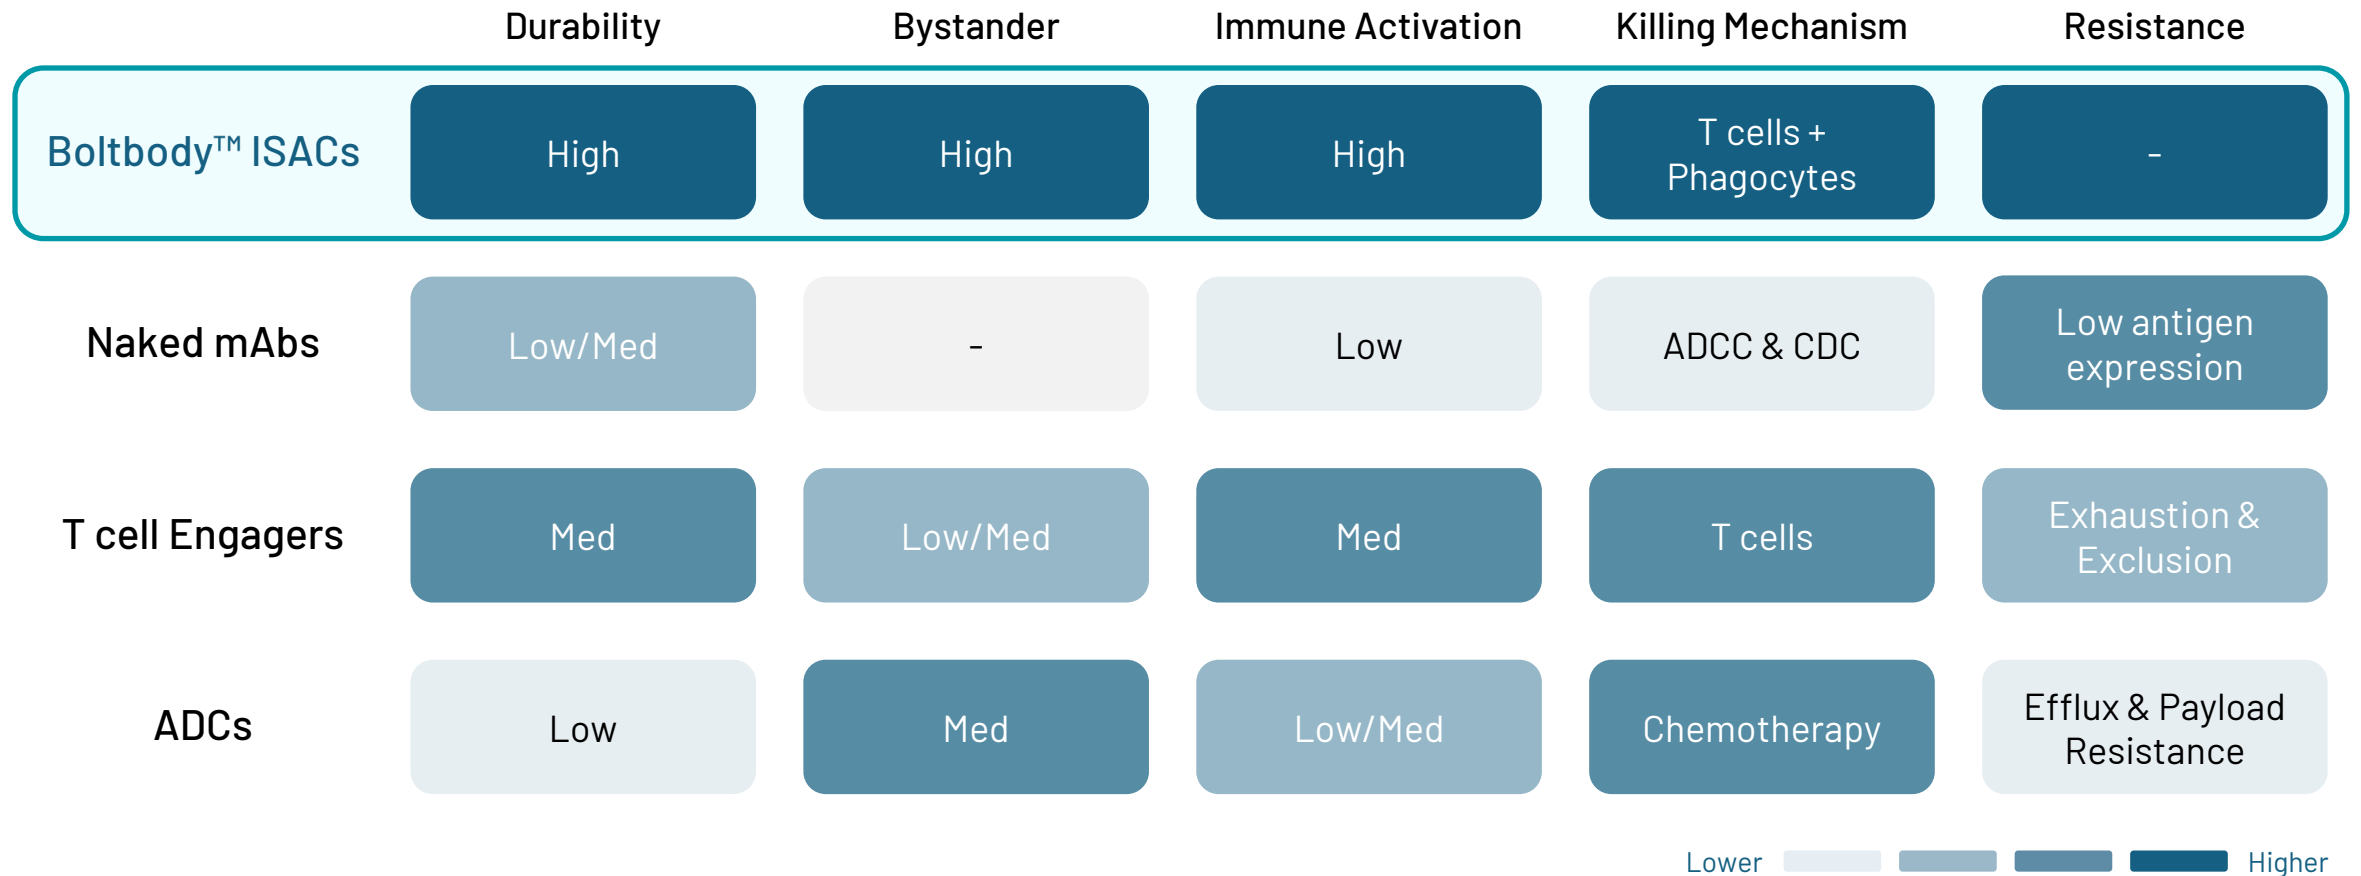 Durability Bystander Immune Activation Killing Mechanism Resistance
Boltbody™ ISACs High High High T cells +
Phagocytes -
Naked mAbs Low/Med - Low ADCC & CDC Low antigen
expression
T cell Engagers Med Low/Med Med T cells Exhaustion &
Exclusion
ADCs Low Med Low/Med Chemotherapy Efflux & Payload
Resistance
Lower Higher